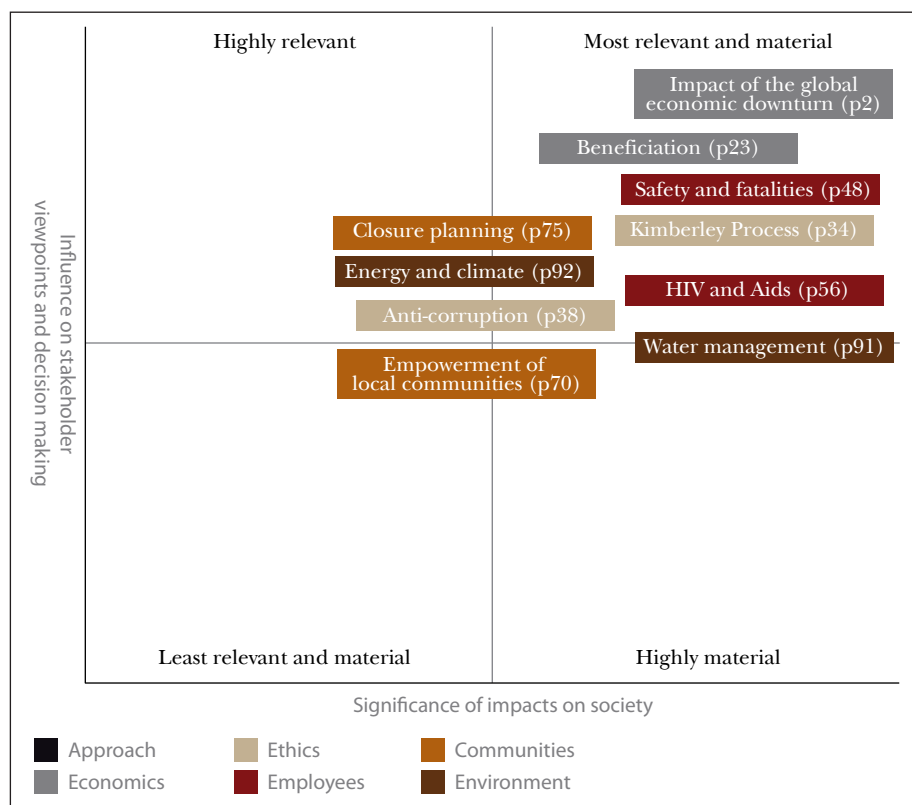 Highly relevant
Most relevant and material
Impact of the global
economic downturn (p2)
Beneficiation (p23)
Safety and fatalities (p48)
Closure planning (p75)
Kimberley Process (p34)
Energy and climate (p92)
HIV and Aids (p56)
Anti-corruption (p38)
Water management (p91)
Empowerment of
local communities (p70)
Influence on stakeholder
viewpoints and decision making
Least relevant and material
Highly material
Significance of impacts on society
Approach
Ethics
Communities
Economics
Employees
Environment